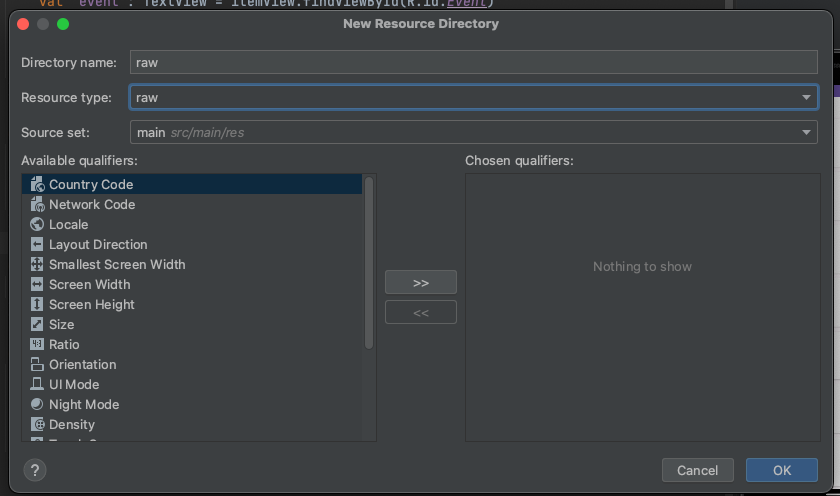 val event : TextView = itemView.findViewById(R.id.Event)
New Resource Directory
Directory name: raw
Resource type: raw
Source set: main src/main/res
Available qualifiers: Chosen qualifiers:
Country Code
Network Code
Locale
Layout Direction
Smallest Screen Width
Nothing to show
Screen Width
>>
Screen Height
<<
Size
Ratio
Orientation
UI Mode
Night Mode
Density
? Cancel OK